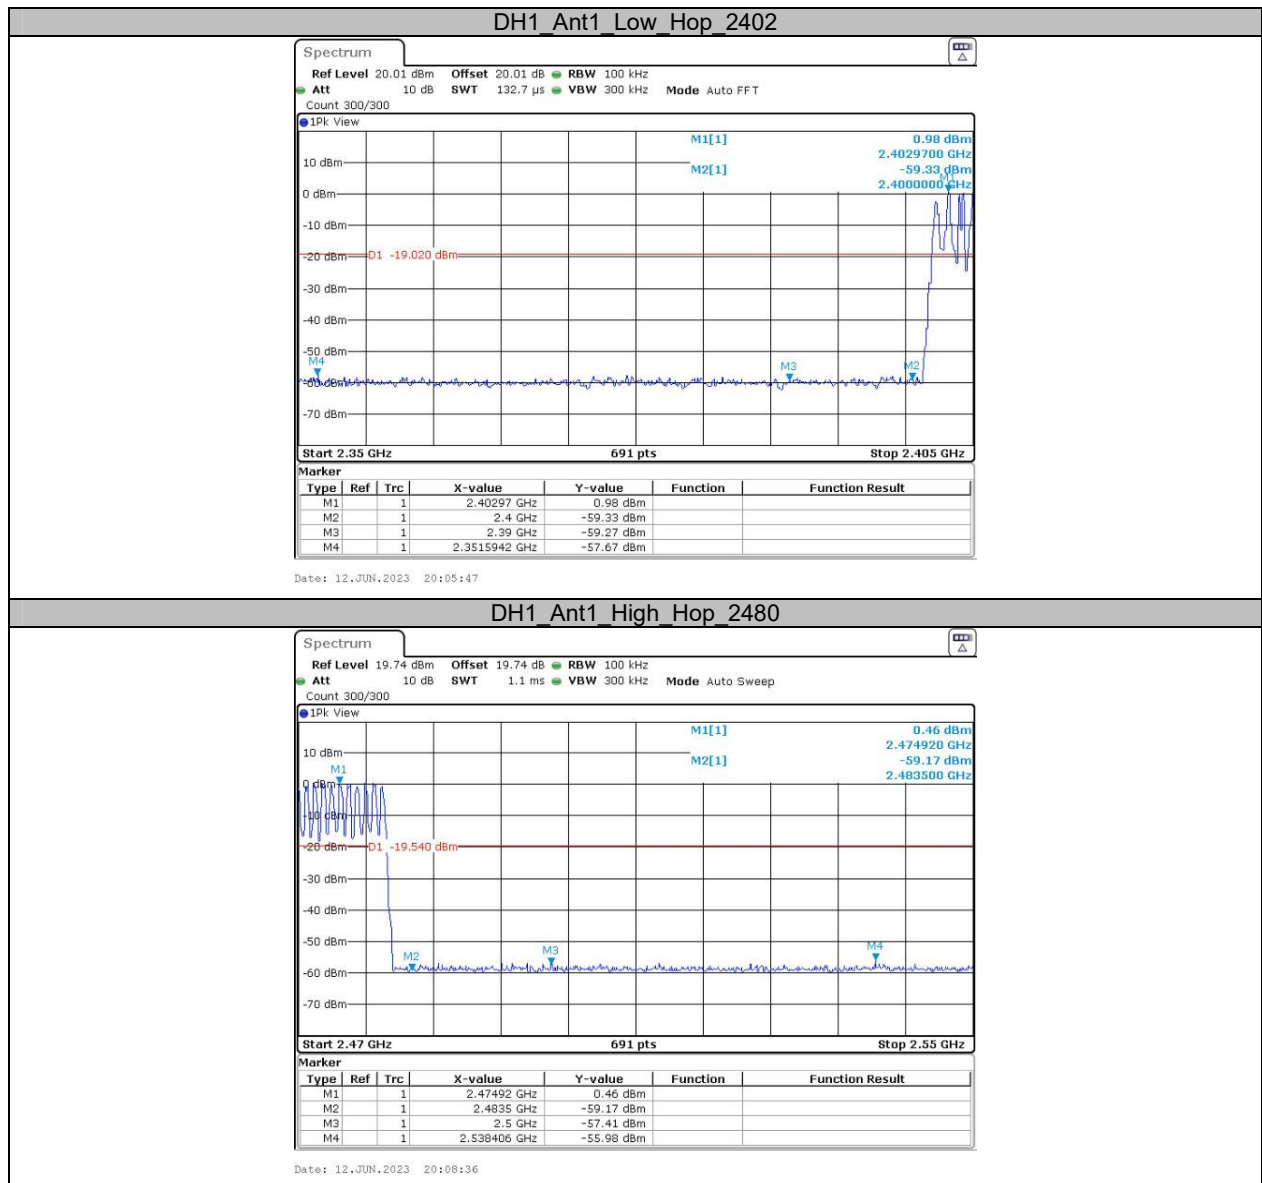 DH1_Ant1_Low_Hop_2402
Spectrum
Ref Level 20.01 dBm Offset 20.01 dB RBW 100 kHz
Att 10 dB SWT 132.7 µs VBW 300 kHz Mode Auto FFT
Count 300/300
1Pk View
M1[1] 0.98 dBm
2.4029700 GHz
M2[1] -59.33 dBm
2.4000000 GHz
10 dBm
0 dBm
-10 dBm
-20 dBm
D1 -19.020 dBm
-30 dBm
-40 dBm
-50 dBm
M4
M3
M2
-60 dBm
-70 dBm
Start 2.35 GHz 691 pts Stop 2.405 GHz
Marker
Type Ref Trc X-value Y-value Function Function Result
M1 1 2.40297 GHz 0.98 dBm
M2 1 2.4 GHz -59.33 dBm
M3 1 2.39 GHz -59.27 dBm
M4 1 2.3515942 GHz -57.67 dBm
Date: 12.JUN.2023 20:05:47
DH1_Ant1_High_Hop_2480
Spectrum
Ref Level 19.74 dBm Offset 19.74 dB RBW 100 kHz
Att 10 dB SWT 1.1 ms VBW 300 kHz Mode Auto Sweep
Count 300/300
1Pk View
M1[1] 0.46 dBm
2.474920 GHz
M2[1] -59.17 dBm
2.483500 GHz
10 dBm
M1
0 dBm
-10 dBm
-20 dBm
D1 -19.540 dBm
-30 dBm
-40 dBm
-50 dBm
M2
M3
M4
-60 dBm
-70 dBm
Start 2.47 GHz 691 pts Stop 2.55 GHz
Marker
Type Ref Trc X-value Y-value Function Function Result
M1 1 2.47492 GHz 0.46 dBm
M2 1 2.4835 GHz -59.17 dBm
M3 1 2.5 GHz -57.41 dBm
M4 1 2.538406 GHz -55.98 dBm
Date: 12.JUN.2023 20:08:36